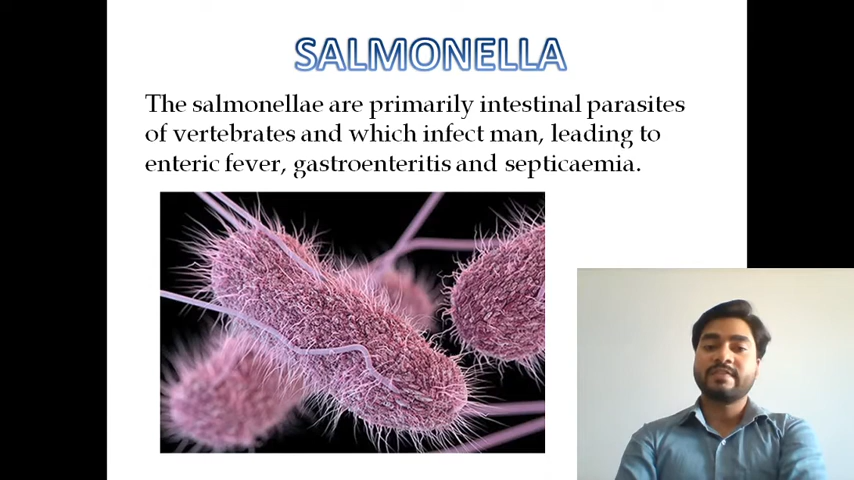 SALMONELLA
The salmonellae are primarily intestinal parasites
of vertebrates and which infect man, leading to
enteric fever, gastroenteritis and septicaemia.